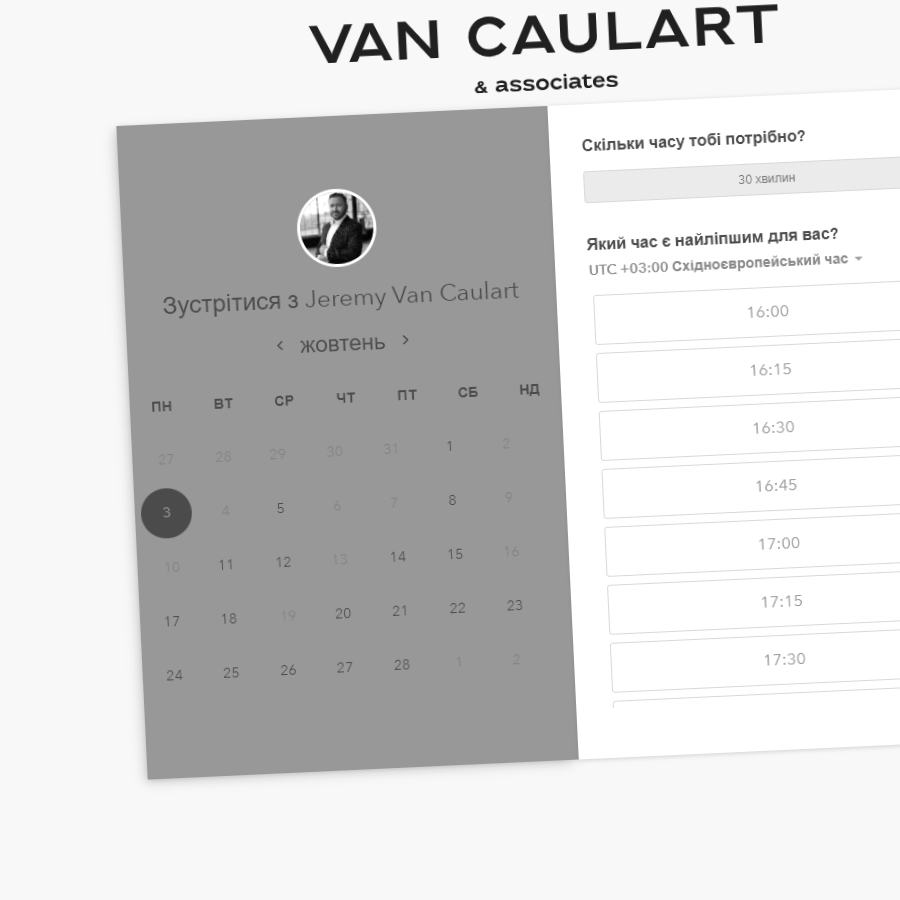 VAN CAULART
& associates
Зустрітися з Jeremy Van Caulart
‹ жовтень ›
ПН ВТ СР ЧТ ПТ СБ НД
27 28 29 30 31 1 2
3 4 5 6 7 8 9
10 11 12 13 14 15 16
17 18 19 20 21 22 23
24 25 26 27 28 1 2
Скільки часу тобі потрібно?
30 хвилин
Який час є найліпшим для вас?
UTC +03:00 Східноєвропейський час
16:00
16:15
16:30
16:45
17:00
17:15
17:30